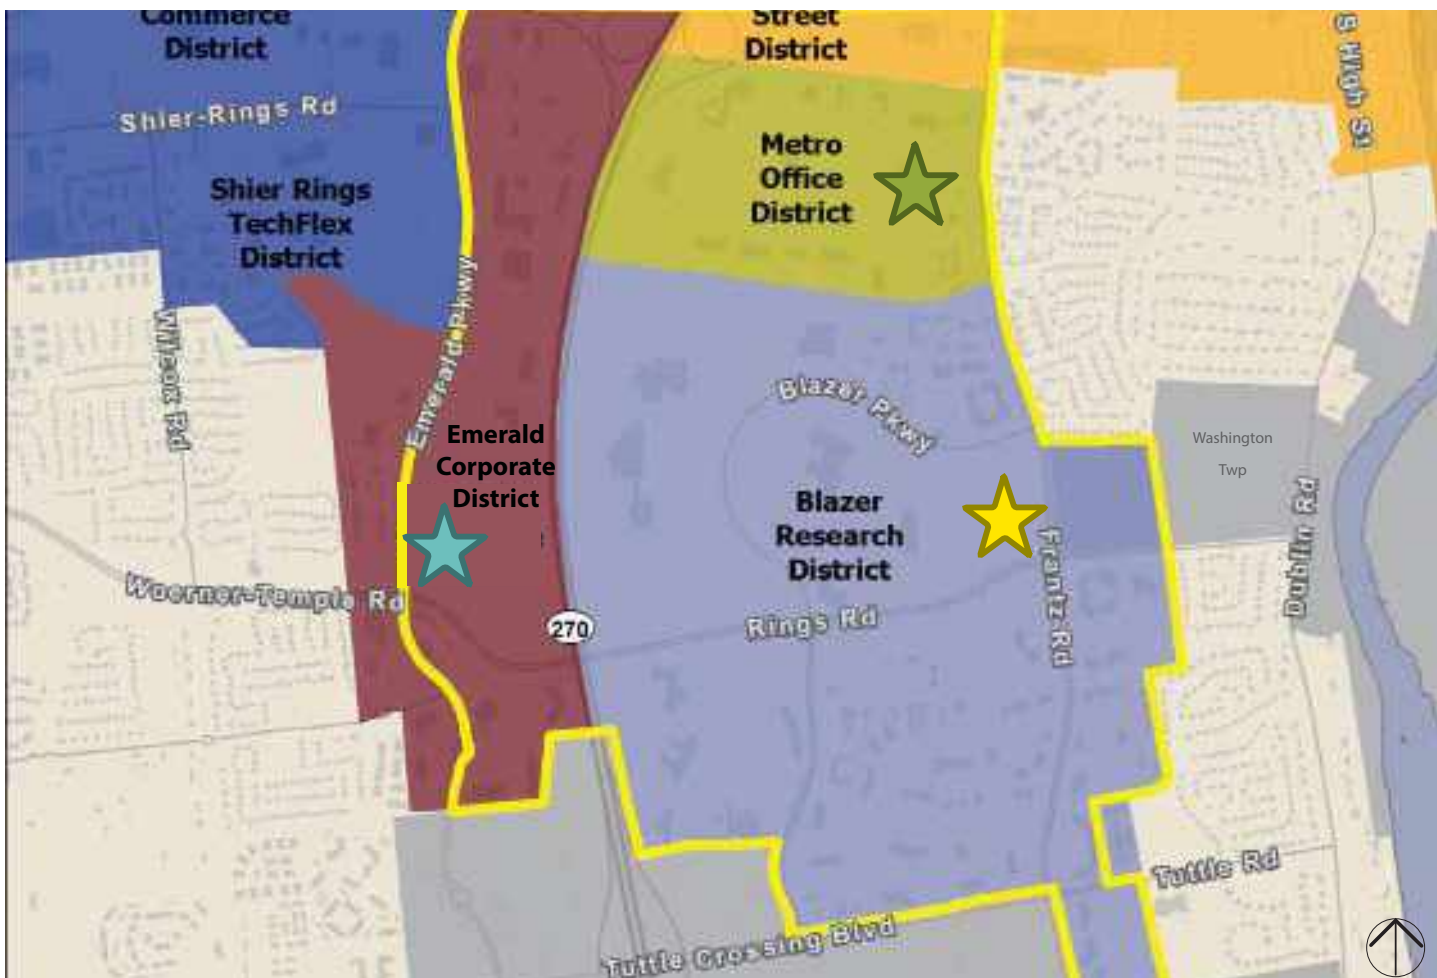 Commerce
District
Street
District
S High St
Shier-Rings Rd
Metro
Office
District
Shier Rings
TechFlex
District
Emerald Pkwy
Wilcox Rd
Blazer Pkwy
Emerald
Corporate
District
Washington
Twp
Blazer
Research
District
Dublin Rd
Frantz Rd
Woerner-Temple Rd
270
Rings Rd
Tuttle Rd
Tuttle Crossing Blvd